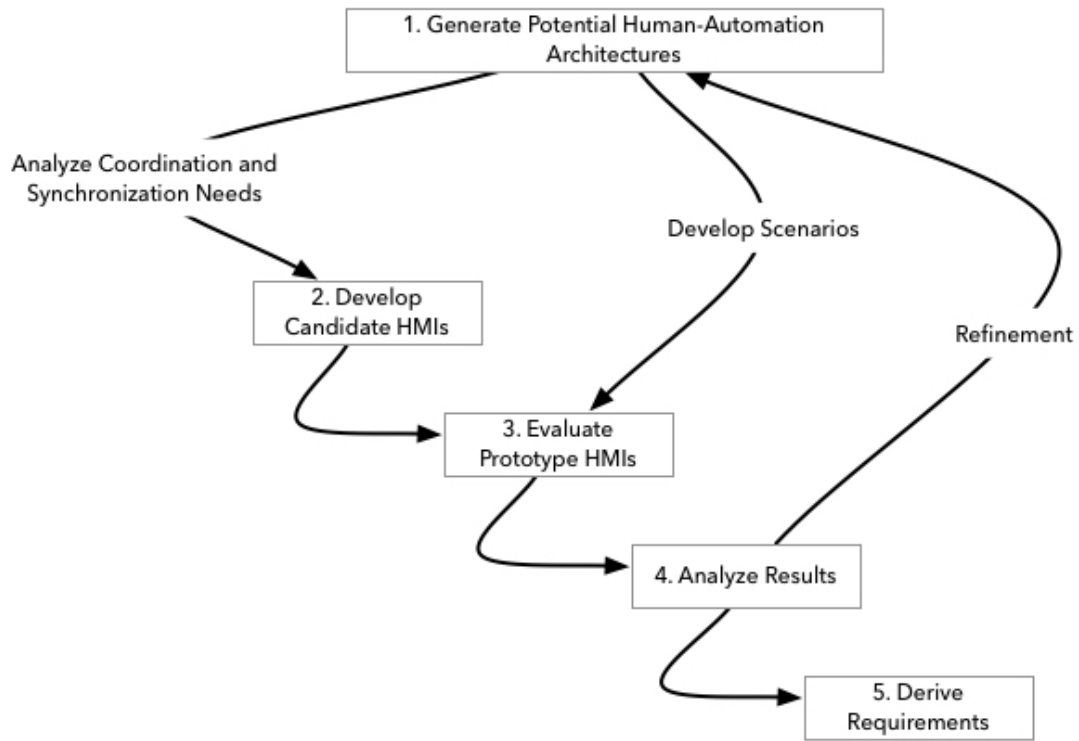 1. Generate Potential Human-Automation
Architectures
Analyze Coordination and
Synchronization Needs
Develop Scenarios
2. Develop
Candidate HMIs
Refinement
3. Evaluate
Prototype HMIs
4. Analyze Results
5. Derive
Requirements